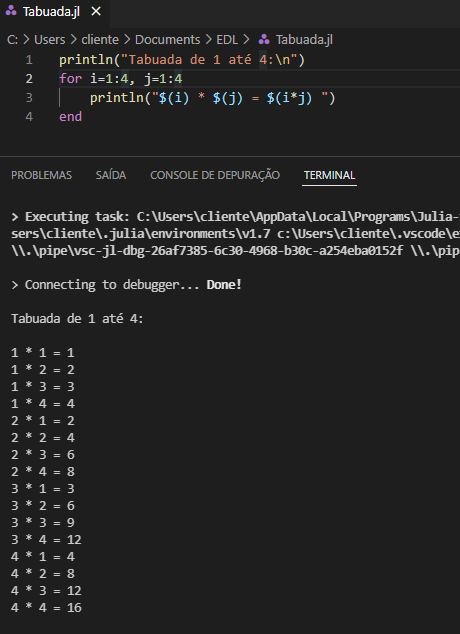 Tabuada.jl
C: > Users > cliente > Documents > EDL > Tabuada.jl
1 println("Tabuada de 1 até 4:\n")
2 for i=1:4, j=1:4
3 println("$(i) * $(j) = $(i*j) ")
4 end
PROBLEMAS SAÍDA CONSOLE DE DEPURAÇÃO TERMINAL
> Executing task: C:\Users\cliente\AppData\Local\Programs\Julia-
sers\cliente\.julia\environments\v1.7 c:\Users\cliente\.vscode\e
\\.\pipe\vsc-jl-dbg-26af7385-6c30-4968-b30c-a254eba0152f \\.\pip
> Connecting to debugger... Done!
Tabuada de 1 até 4:
1 * 1 = 1
1 * 2 = 2
1 * 3 = 3
1 * 4 = 4
2 * 1 = 2
2 * 2 = 4
2 * 3 = 6
2 * 4 = 8
3 * 1 = 3
3 * 2 = 6
3 * 3 = 9
3 * 4 = 12
4 * 1 = 4
4 * 2 = 8
4 * 3 = 12
4 * 4 = 16